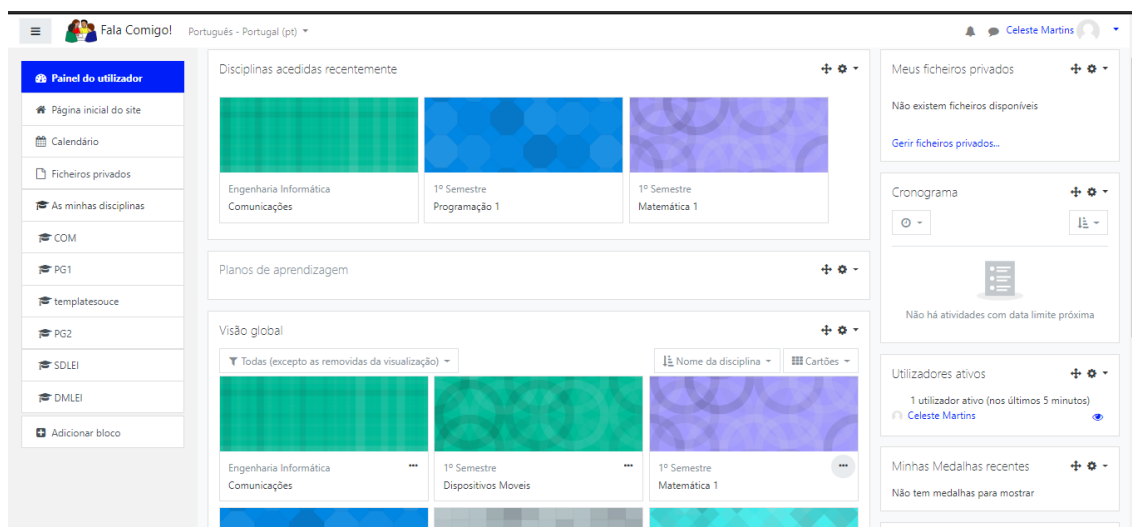 Fala Comigo!
Português - Portugal (pt)
Celeste Martins
Painel do utilizador
Página inicial do site
Calendário
Ficheiros privados
As minhas disciplinas
COM
PG1
templatesouce
PG2
SDLEI
DMLEI
Adicionar bloco
Disciplinas acedidas recentemente
Engenharia Informática
Comunicações
1º Semestre
Programação 1
1º Semestre
Matemática 1
Planos de aprendizagem
Visão global
Todas (excepto as removidas da visualização)
Nome da disciplina
Cartões
Engenharia Informática
Comunicações
1º Semestre
Dispositivos Moveis
1º Semestre
Matemática 1
Meus ficheiros privados
Não existem ficheiros disponíveis
Gerir ficheiros privados...
Cronograma
Não há atividades com data limite próxima
Utilizadores ativos
1 utilizador ativo (nos últimos 5 minutos)
Celeste Martins
Minhas Medalhas recentes
Não tem medalhas para mostrar